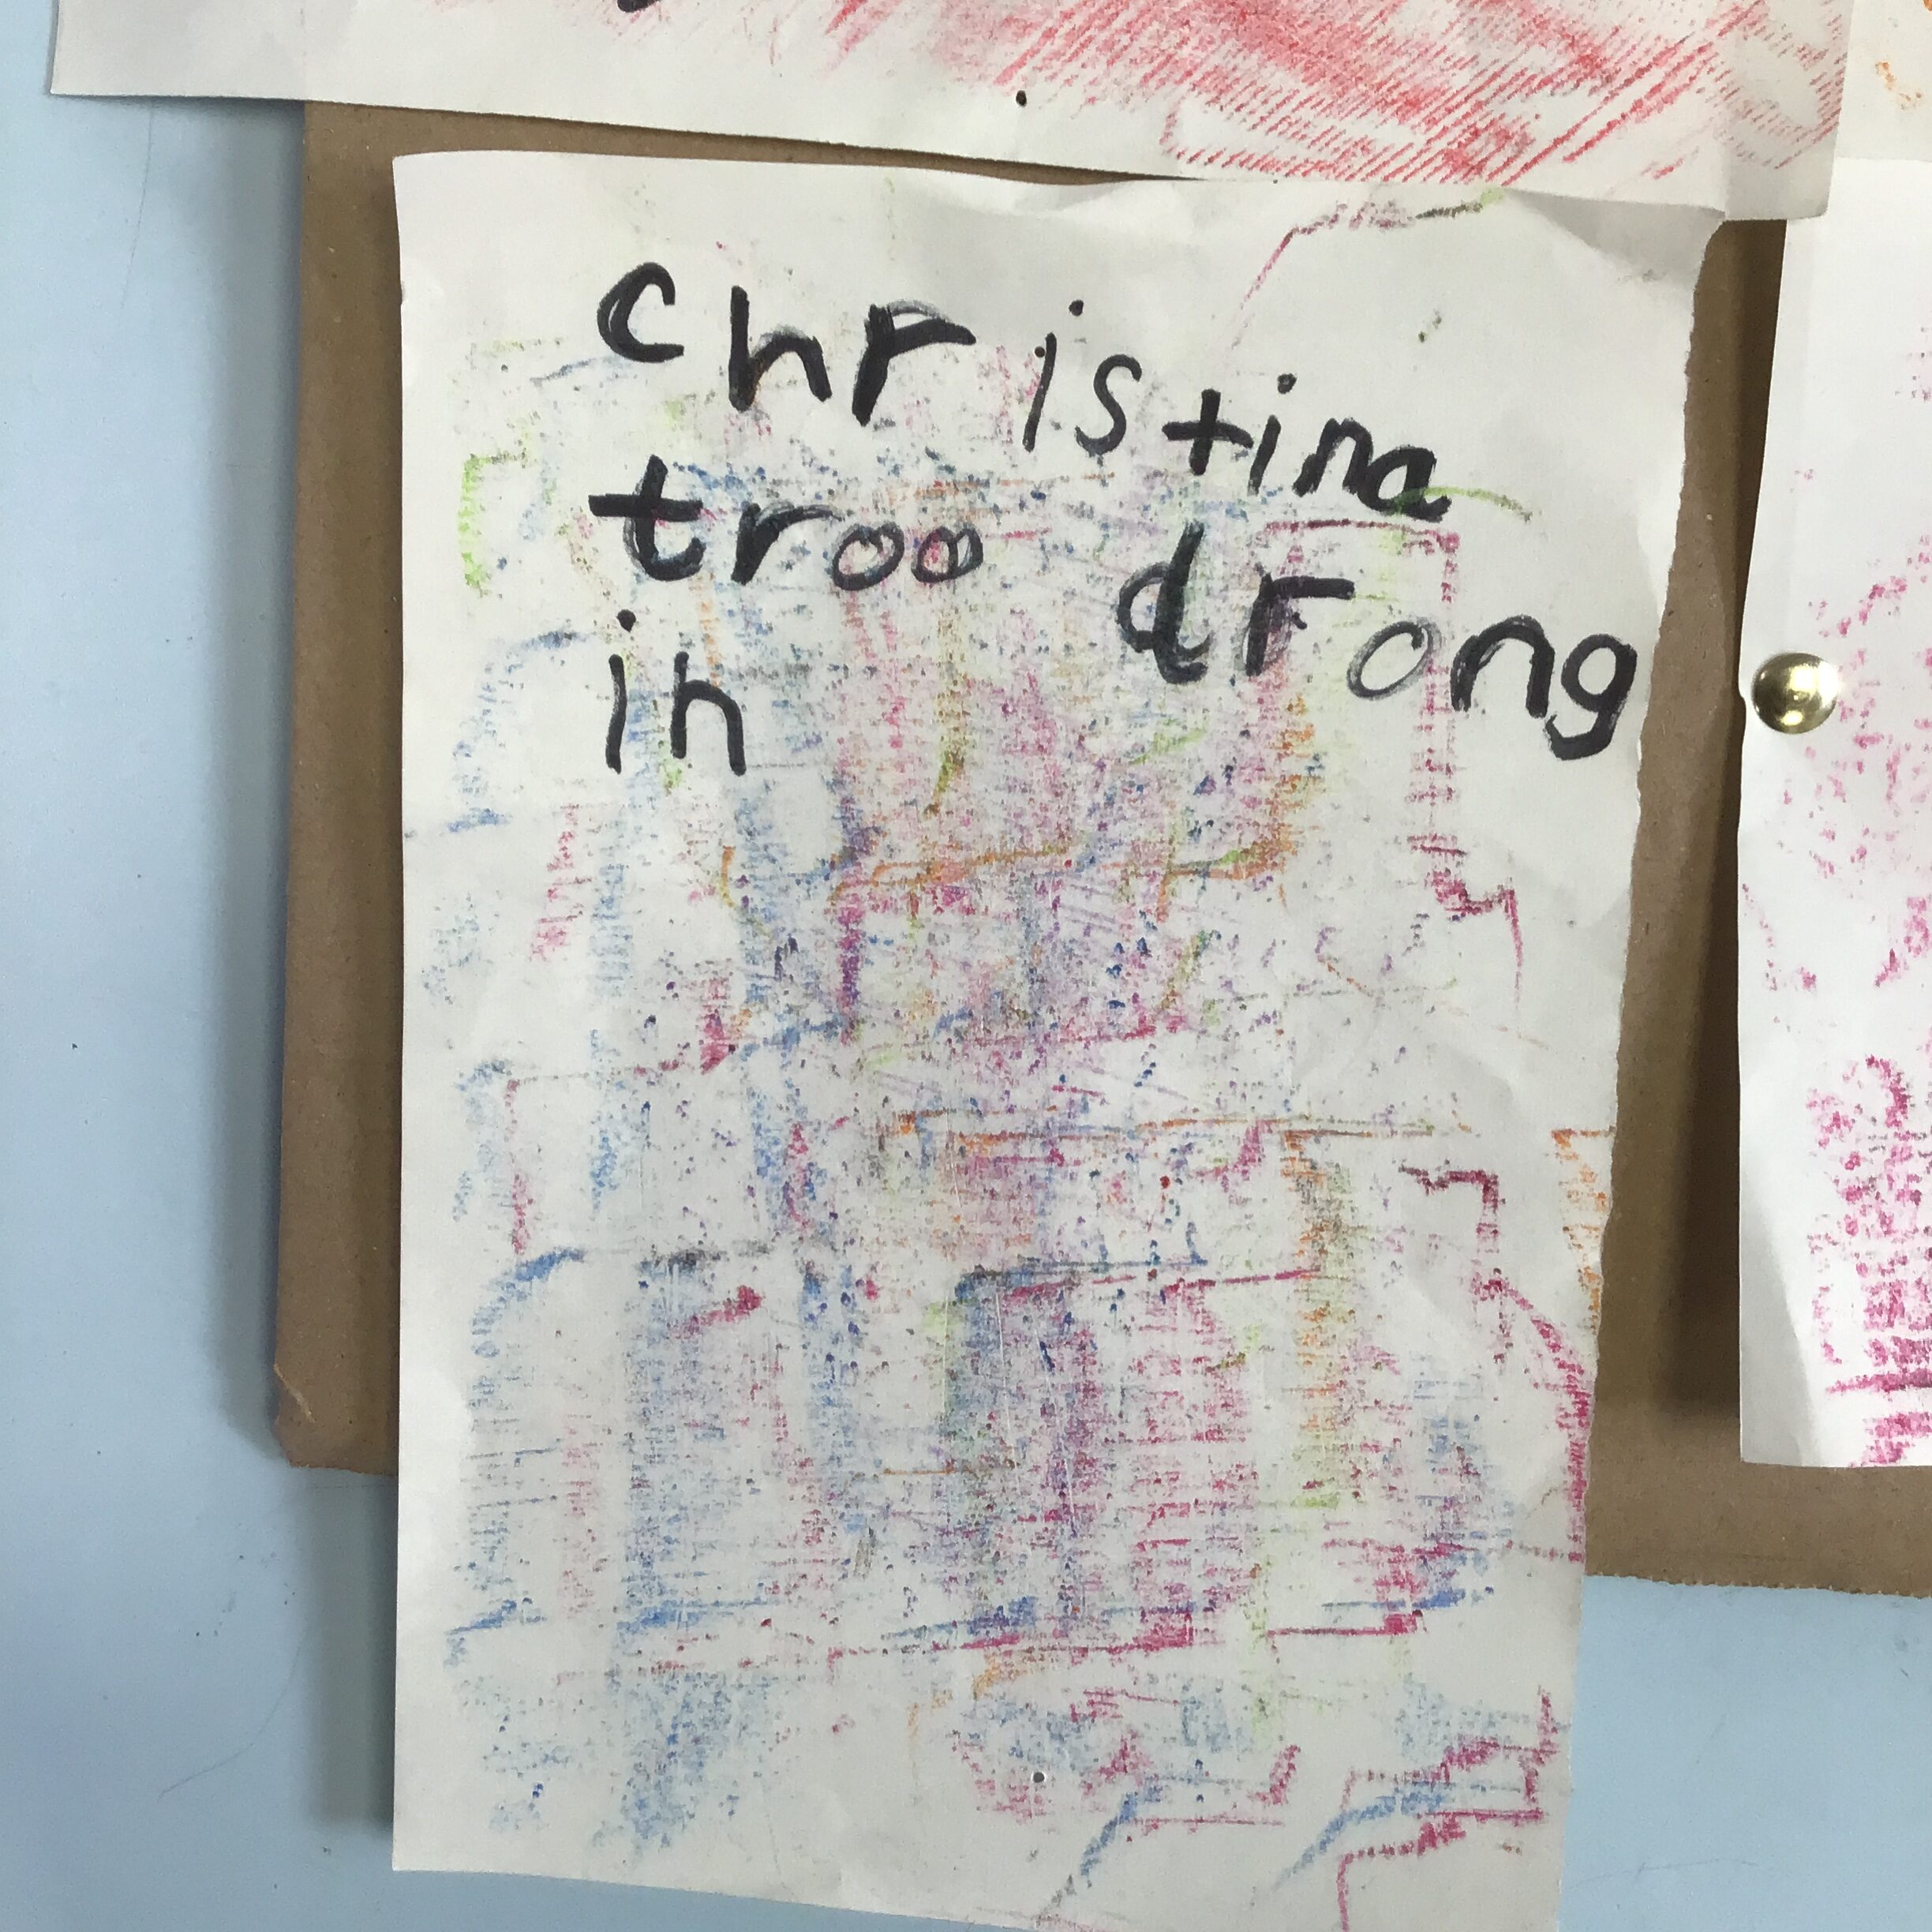 christina
troo drong
in